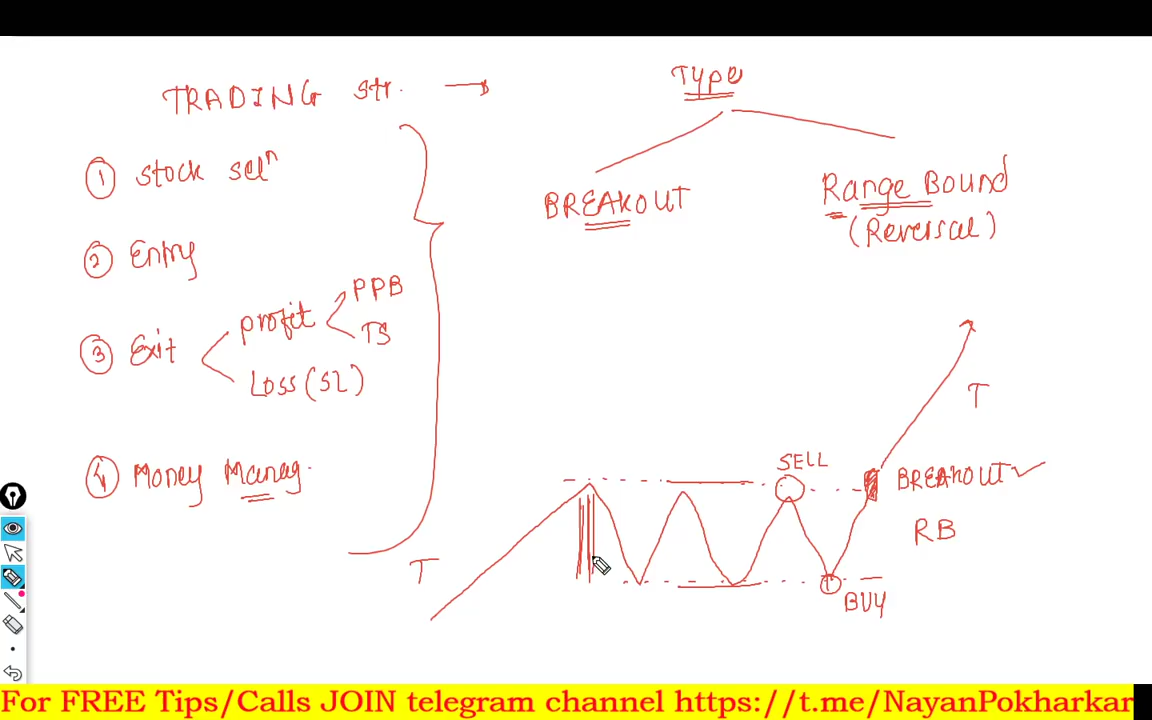 TRADING Str. →
① Stock selⁿ
② Entry
③ Exit
profit
PPB
TS
Loss (SL)
④ Money Manag.
Type
BREAKOUT
Range Bound
(Reversal)
T
SELL
BUY
BREAKOUT ✓
RB
T
For FREE Tips/Calls JOIN telegram channel https://t.me/NayanPokharkar